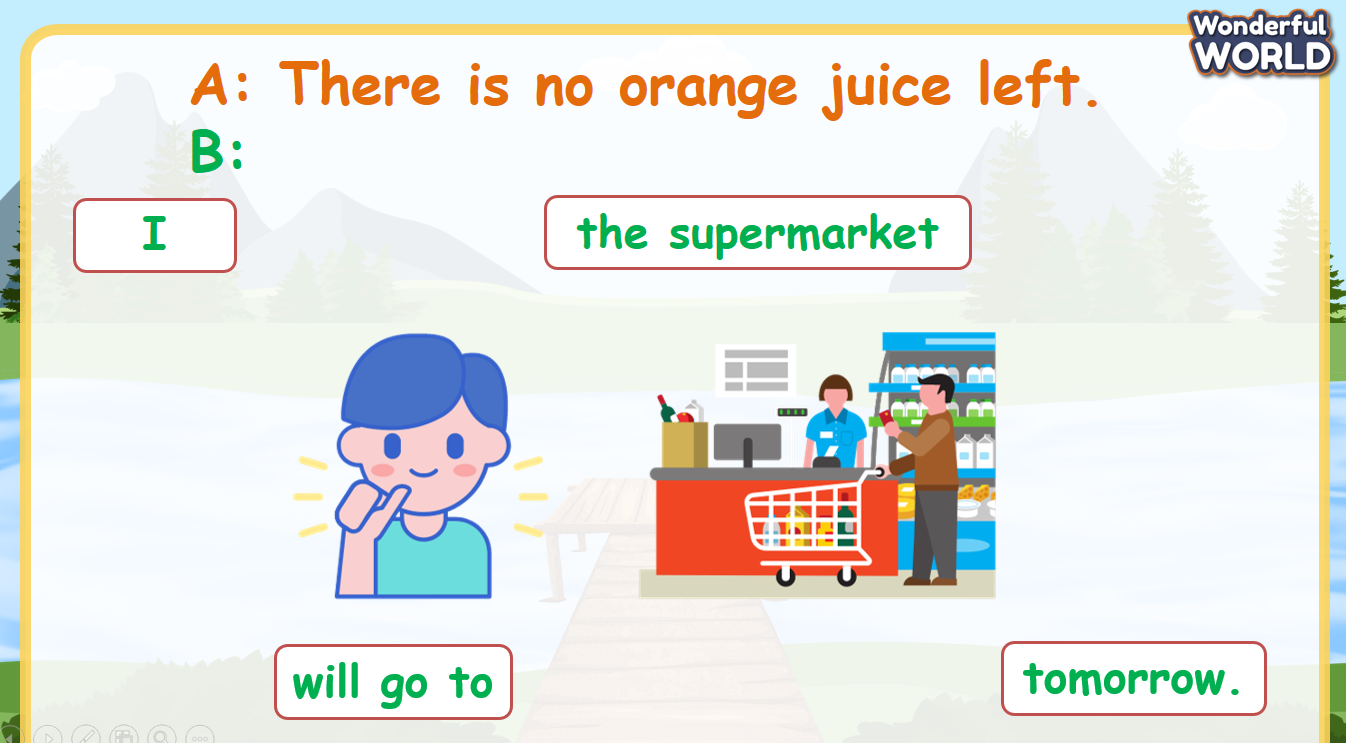 Wonderful
WORLD
A: There is no orange juice left.
B:
I
the supermarket
will go to
tomorrow.